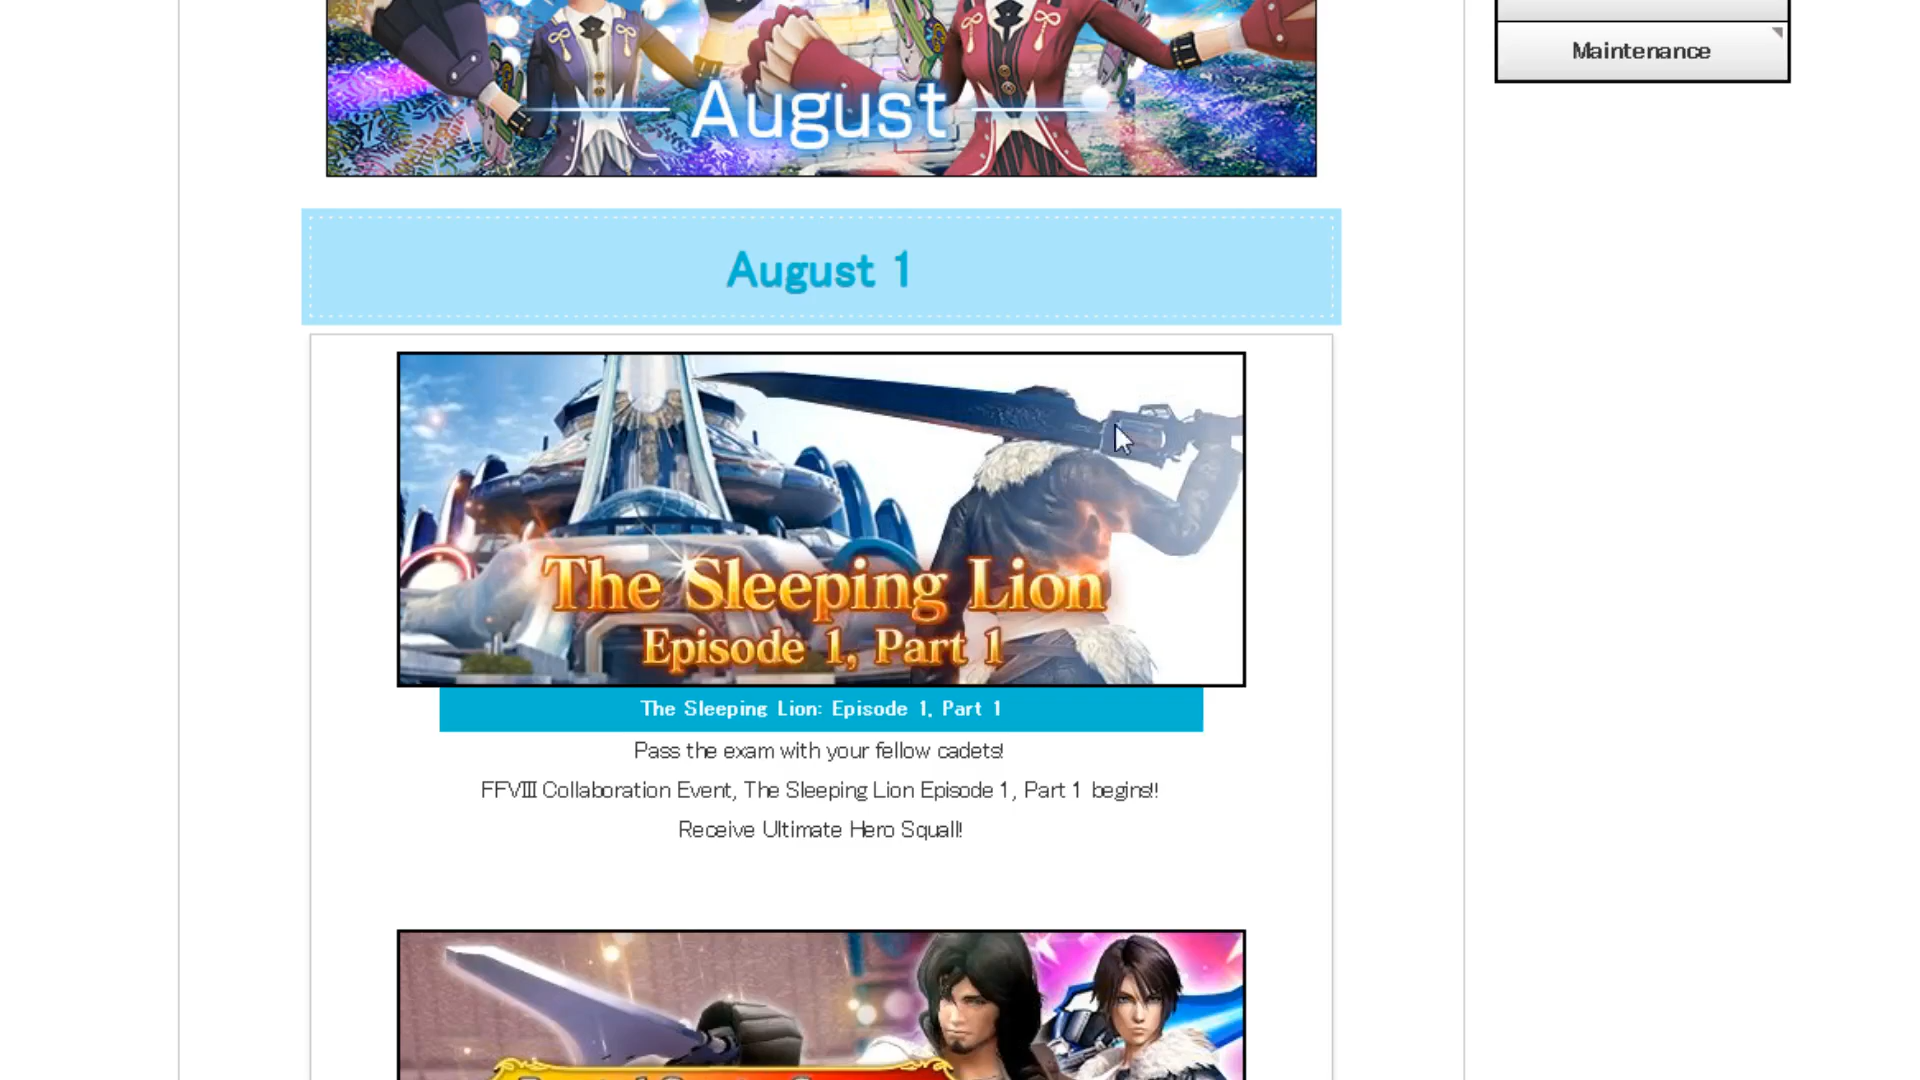 August
Maintenance
August 1
The Sleeping Lion
Episode 1, Part 1
The Sleeping Lion: Episode 1, Part 1
Pass the exam with your fellow cadets!
FFVIII Collaboration Event, The Sleeping Lion Episode 1, Part 1 begins!!
Receive Ultimate Hero Squall!